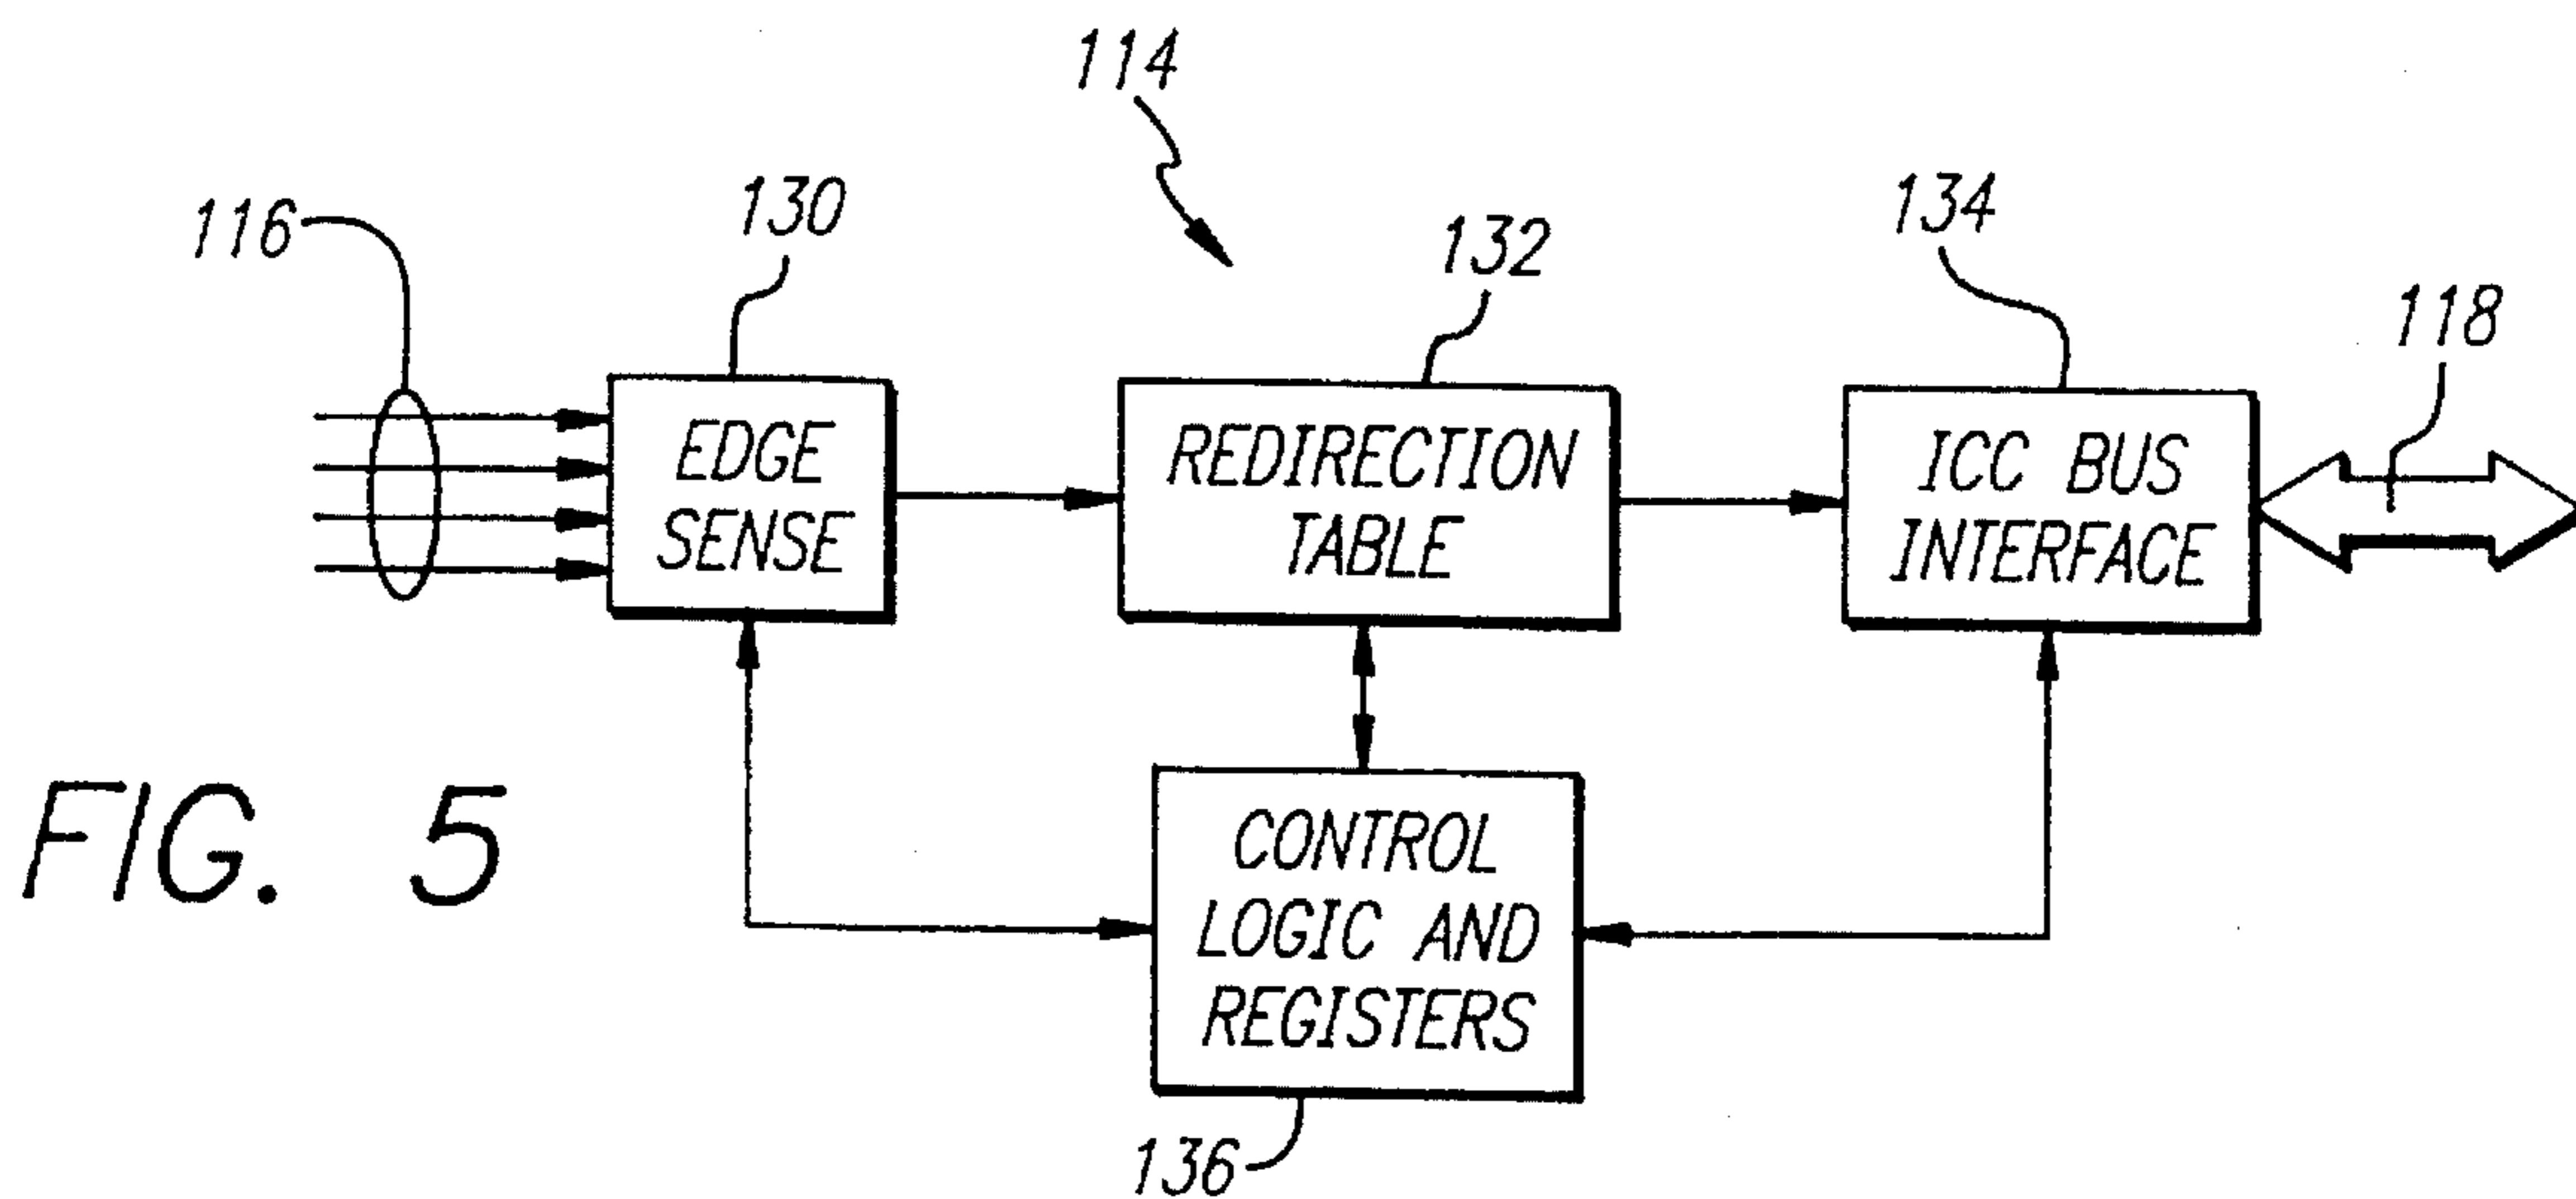 114
116
130
132
134
118
EDGE
SENSE
REDIRECTION
TABLE
ICC BUS
INTERFACE
FIG. 5
CONTROL
LOGIC AND
REGISTERS
136